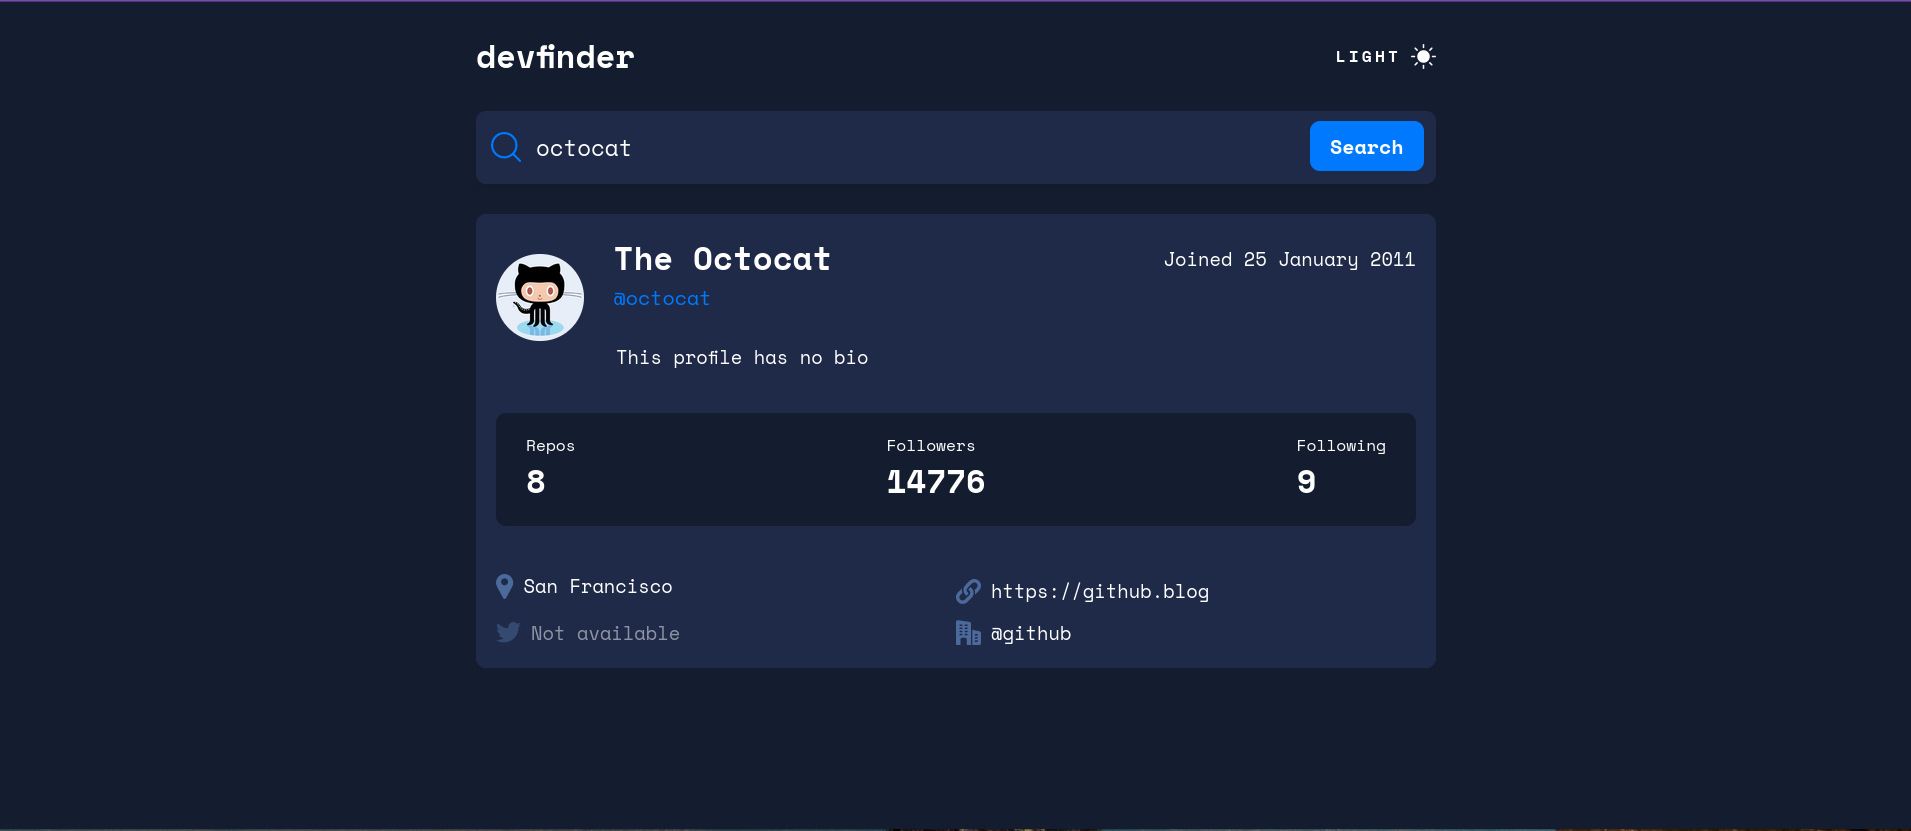 devfinder
LIGHT
octocat
Search
The Octocat
Joined 25 January 2011
@octocat
This profile has no bio
Repos
Followers
Following
8
14776
9
San Francisco
https://github.blog
Not available
@github